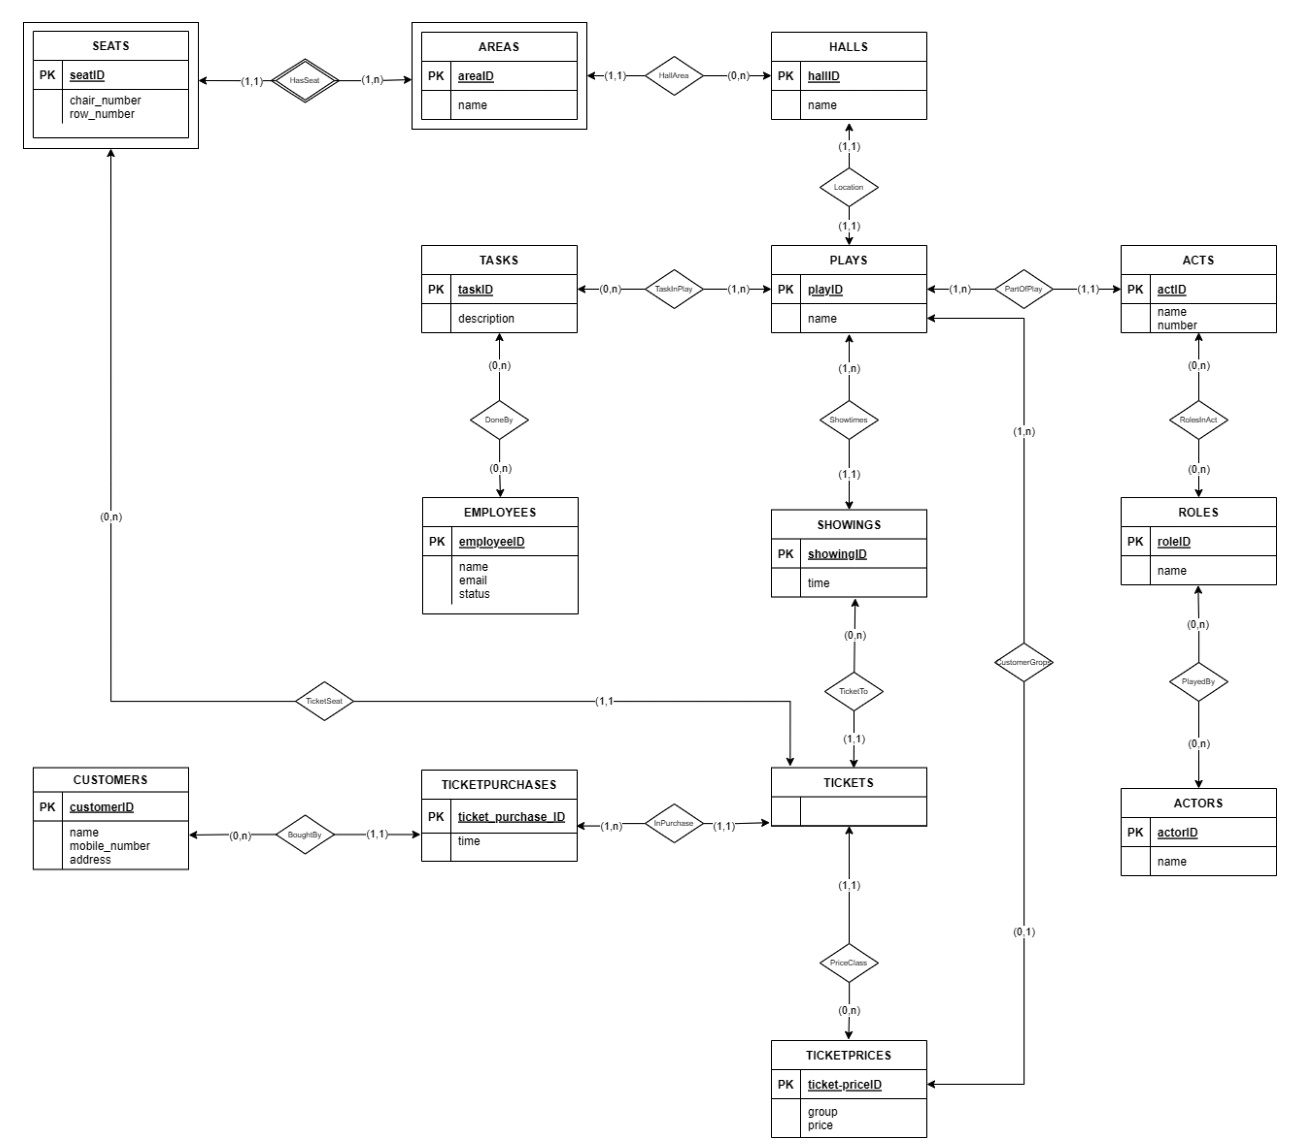 SEATS
PK seatID
chair_number
row_number
(1,1)
HasSeat
(1,n)
AREAS
PK areaID
name
(1,1)
HallArea
(0,n)
HALLS
PK hallID
name
(1,1)
Location
(1,1)
TASKS
PK taskID
description
(0,n)
TaskInPlay
(1,n)
PLAYS
PK playID
name
(1,n)
PartOfPlay
(1,1)
ACTS
PK actID
name
number
(0,n)
DoneBy
(0,n)
(1,n)
Showtimes
(1,1)
(1,n)
(0,n)
RolesInAct
(0,n)
EMPLOYEES
PK employeeID
name
email
status
SHOWINGS
PK showingID
time
ROLES
PK roleID
name
(0,n)
(0,n)
TicketTo
(1,1)
CustomerGrops
(0,n)
PlayedBy
(0,n)
TicketSeat
(1,1
CUSTOMERS
PK customerID
name
mobile_number
address
(0,n)
BoughtBy
(1,1)
TICKETPURCHASES
PK ticket_purchase_ID
time
(1,n)
InPurchase
(1,1)
TICKETS
ACTORS
PK actorID
name
(1,1)
PriceClass
(0,n)
(0,1)
TICKETPRICES
PK ticket-priceID
group
price